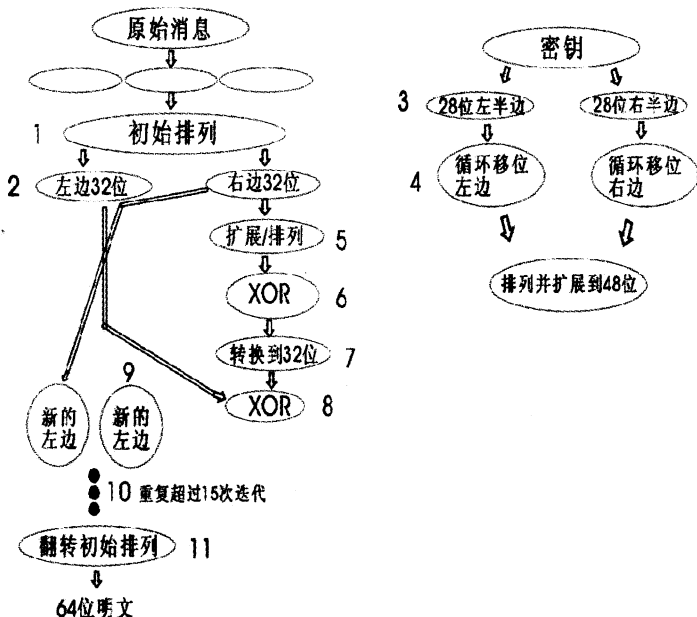 原始消息
1 初始排列
2 左边32位
右边32位
扩展/排列 5
XOR 6
转换到32位 7
XOR 8
9
新的
左边
新的
左边
10 重复超过15次迭代
翻转初始排列 11
64位明文
密钥
3 28位左半边
28位右半边
4 循环移位
左边
循环移位
右边
排列并扩展到48位